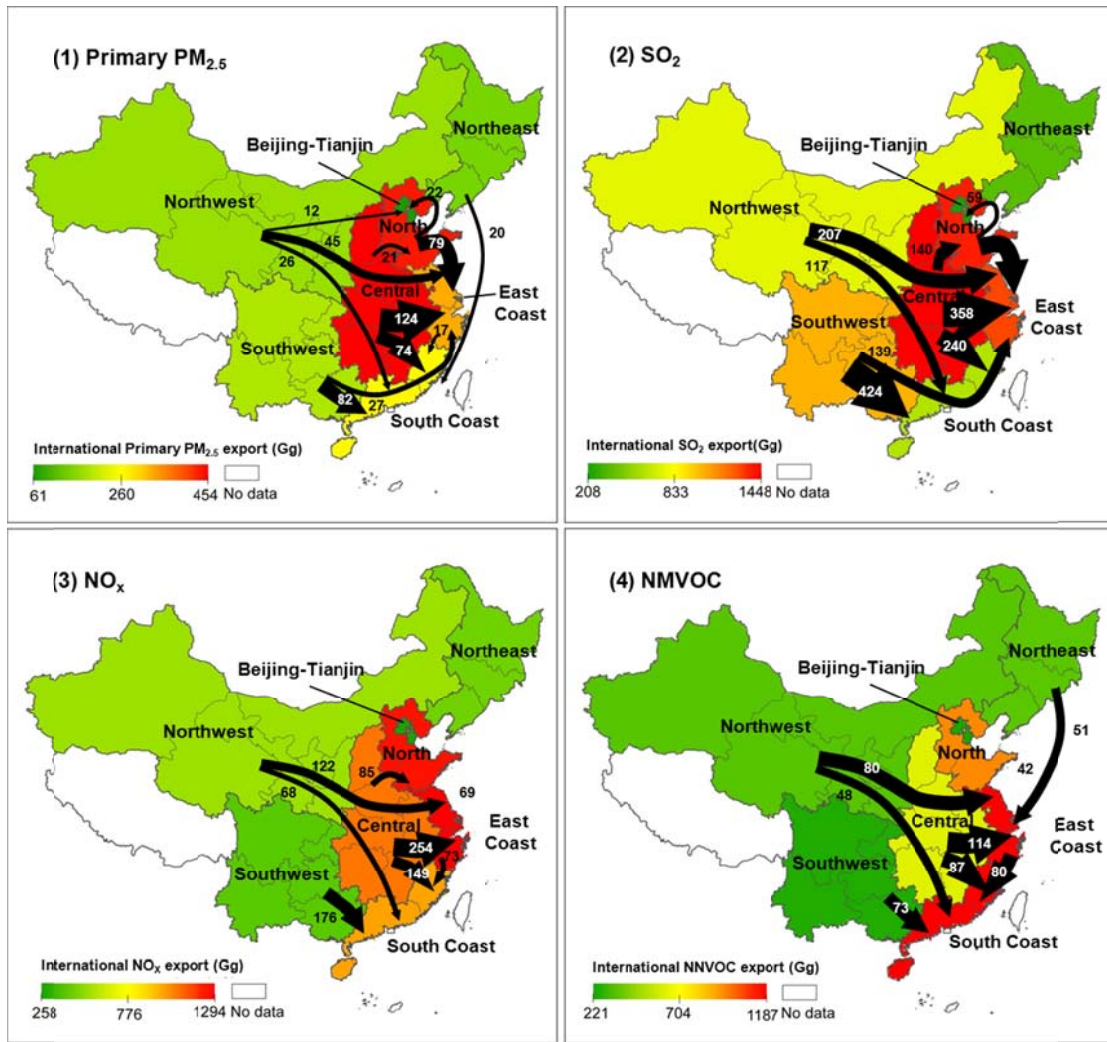 (1) Primary PM2.5
Northeast
Beijing-Tianjin
22
Northwest
12
North
20
45
79
26
21
Central
East
Coast
124
17
Southwest
74
82
27
South Coast
International Primary PM2.5 export (Gg)
61
260
454
No data
(2) SO2
Northeast
Beijing-Tianjin
59
Northwest
North
207
140
117
Central
East
Coast
358
Southwest
240
139
424
South Coast
International SO2 export(Gg)
208
833
1448
No data
(3) NOx
Northeast
Beijing-Tianjin
Northwest
North
122
85
68
69
Central
East
Coast
254
73
Southwest
149
176
South Coast
International NOX export (Gg)
258
776
1294
No data
(4) NMVOC
Northeast
Beijing-Tianjin
Northwest
51
North
80
42
48
Central
East
Coast
114
Southwest
87
80
73
South Coast
International NNVOC export (Gg)
221
704
1187
No data